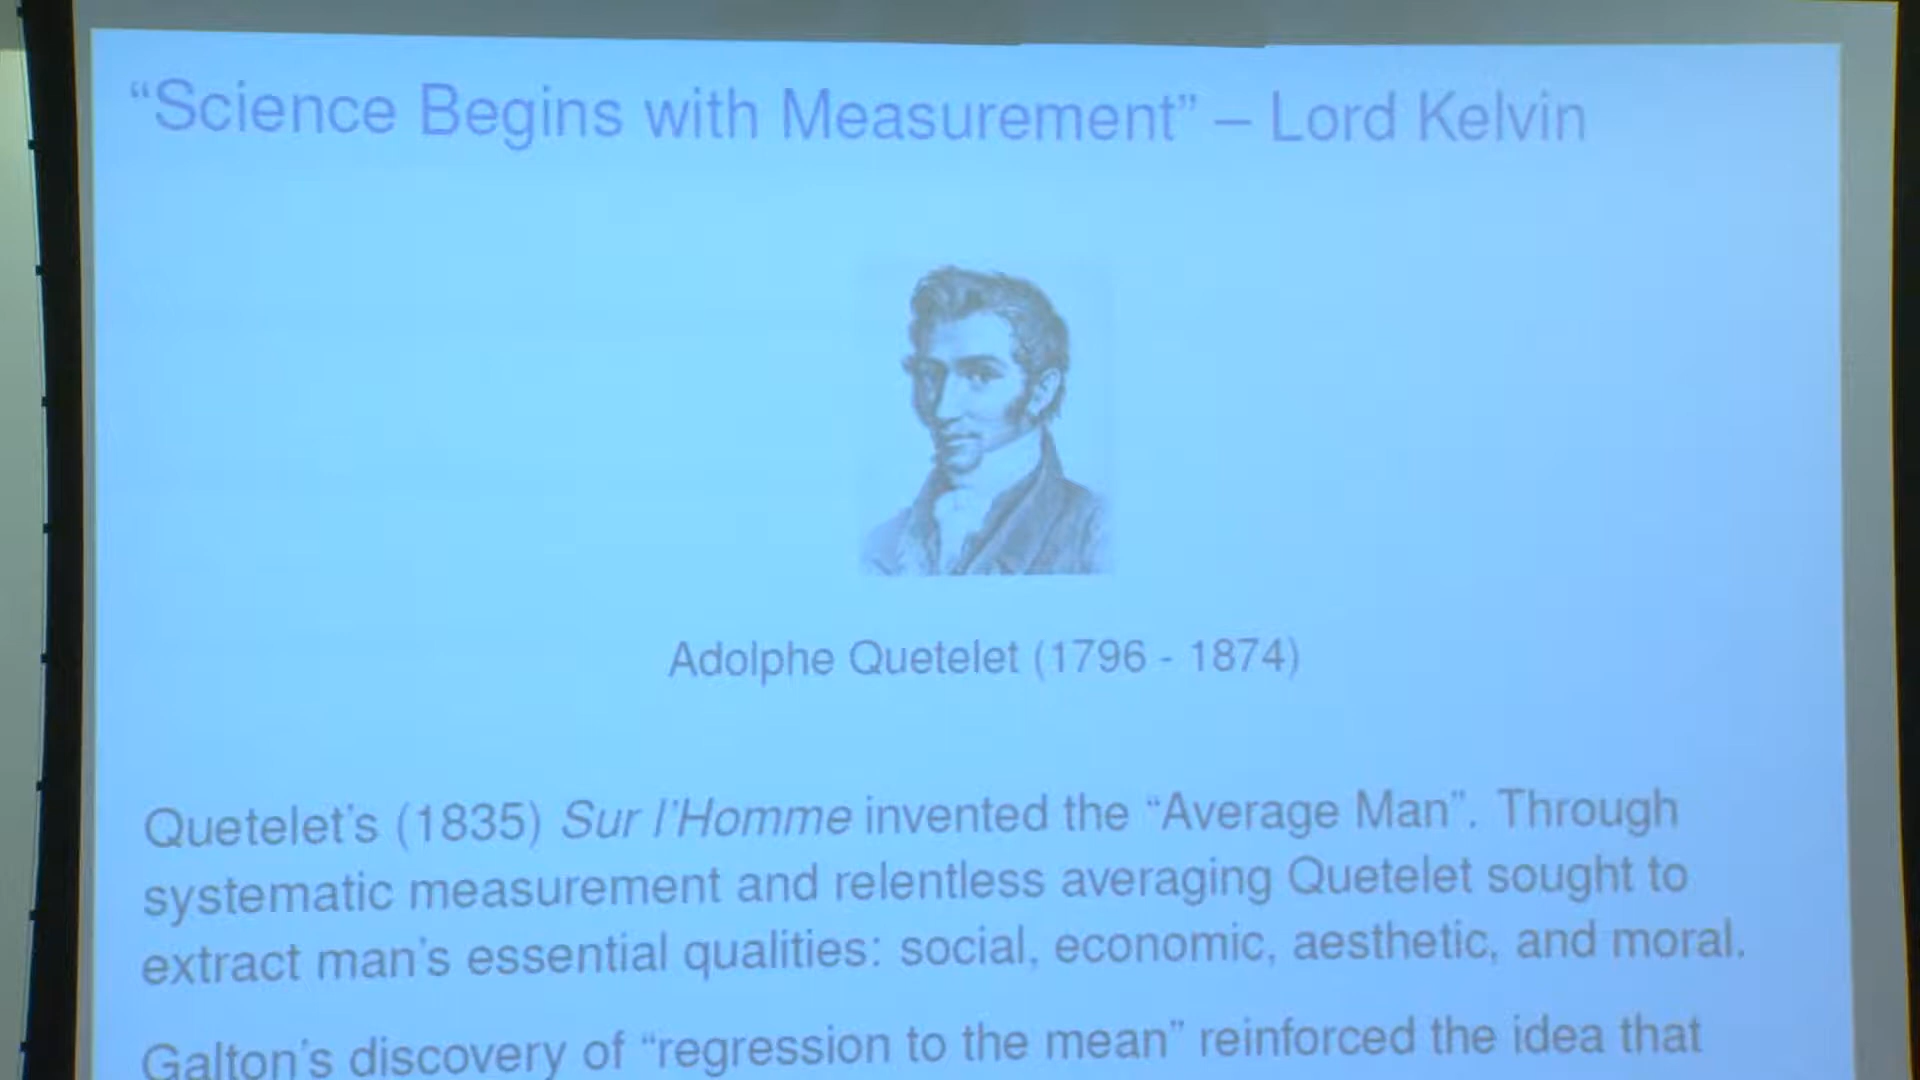 “Science Begins with Measurement” – Lord Kelvin
Adolphe Quetelet (1796 - 1874)
Quetelet’s (1835) Sur l’Homme invented the “Average Man”. Through
systematic measurement and relentless averaging Quetelet sought to
extract man’s essential qualities: social, economic, aesthetic, and moral.
Galton’s discovery of “regression to the mean” reinforced the idea that